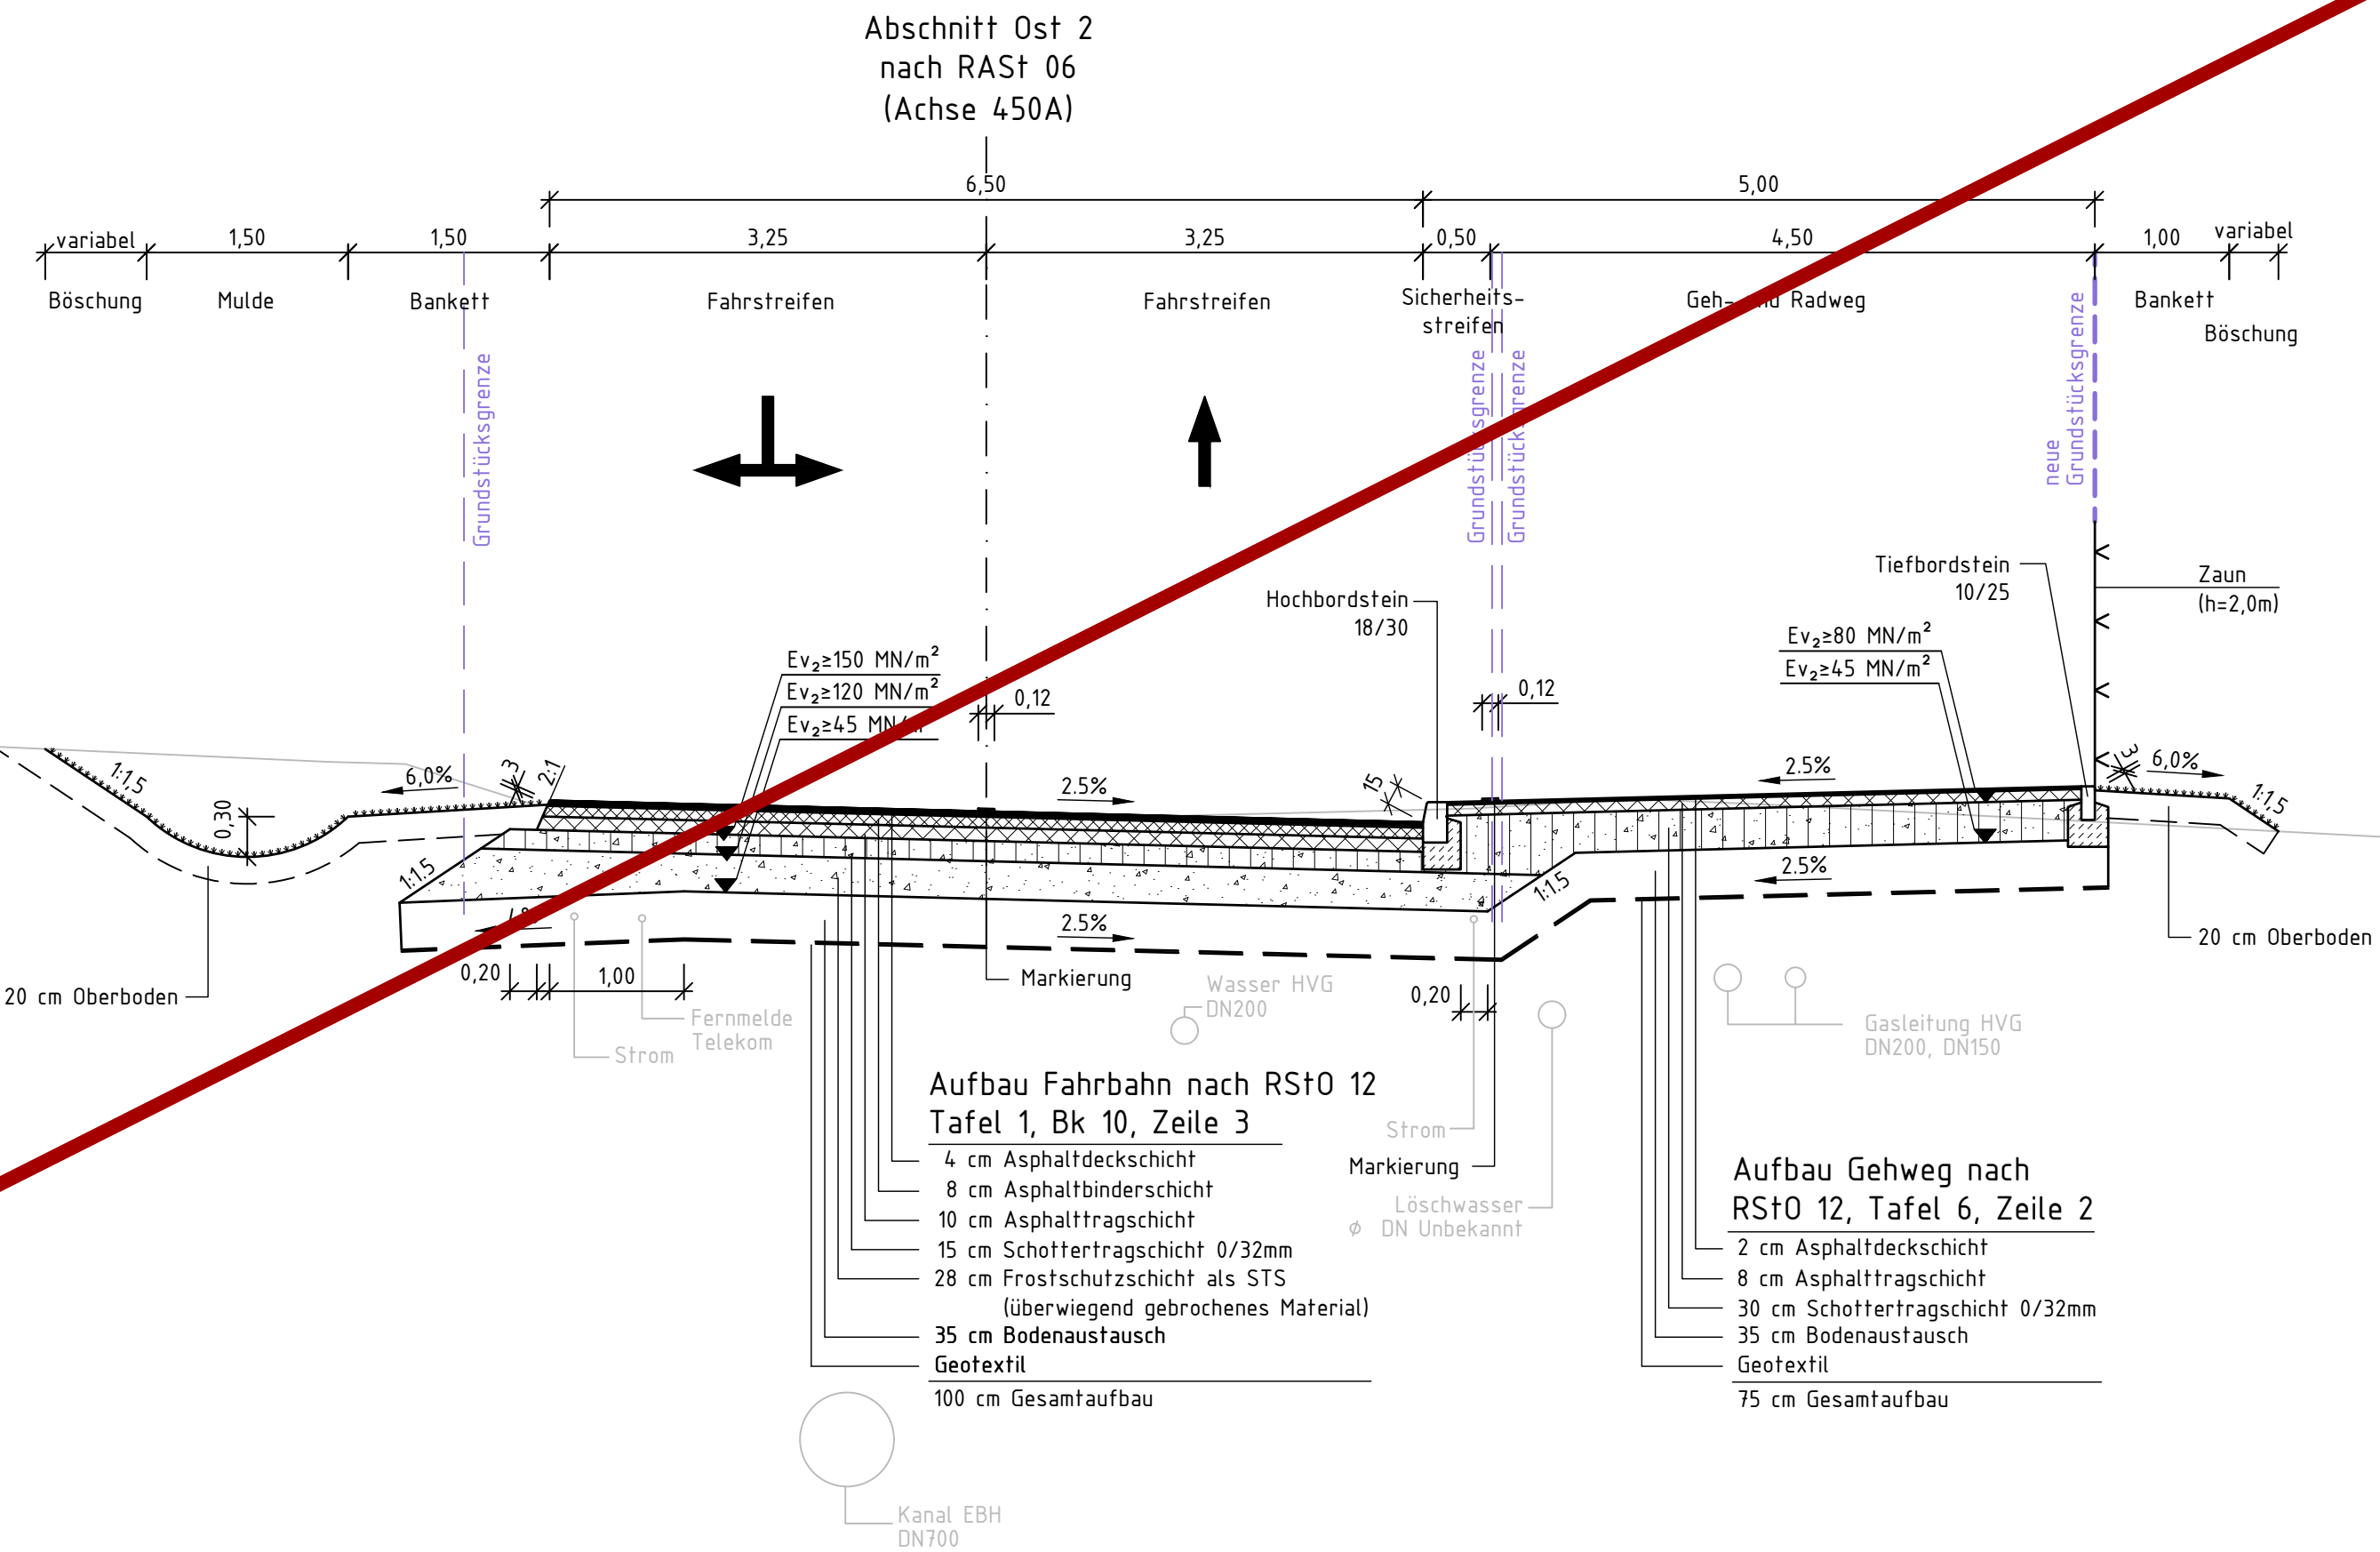 Abschnitt Ost 2
nach RASt 06
(Achse 450A)
6,50
5,00
variabel
1,50
1,50
3,25
3,25
0,50
4,50
1,00
variabel
Böschung
Mulde
Bankett
Fahrstreifen
Fahrstreifen
Sicherheits-
streifen
Geh- und Radweg
Bankett
Böschung
Grundstücksgrenze
Grundstücksgrenze
Grundstücksgrenze
neue
Grundstücksgrenze
Tiefbordstein
10/25
Zaun
(h=2,0m)
Hochbordstein
18/30
Ev₂≥150 MN/m²
Ev₂≥120 MN/m²
Ev₂≥45 MN/m²
Ev₂≥80 MN/m²
Ev₂≥45 MN/m²
0,12
0,12
1:1,5
0,30
6,0%
3
2:1
2.5%
15
2.5%
3
6,0%
1:1,5
1:1.5
2.5%
1:1.5
2.5%
0,20
1,00
Markierung
0,20
20 cm Oberboden
20 cm Oberboden
Fernmelde
Telekom
Strom
Wasser HVG
DN200
Gasleitung HVG
DN200, DN150
Strom
Markierung
Löschwasser
ø DN Unbekannt
Aufbau Fahrbahn nach RStO 12
Tafel 1, Bk 10, Zeile 3
4 cm Asphaltdeckschicht
8 cm Asphaltbinderschicht
10 cm Asphalttragschicht
15 cm Schottertragschicht 0/32mm
28 cm Frostschutzschicht als STS
(überwiegend gebrochenes Material)
35 cm Bodenaustausch
Geotextil
100 cm Gesamtaufbau
Aufbau Gehweg nach
RStO 12, Tafel 6, Zeile 2
2 cm Asphaltdeckschicht
8 cm Asphalttragschicht
30 cm Schottertragschicht 0/32mm
35 cm Bodenaustausch
Geotextil
75 cm Gesamtaufbau
Kanal EBH
DN700